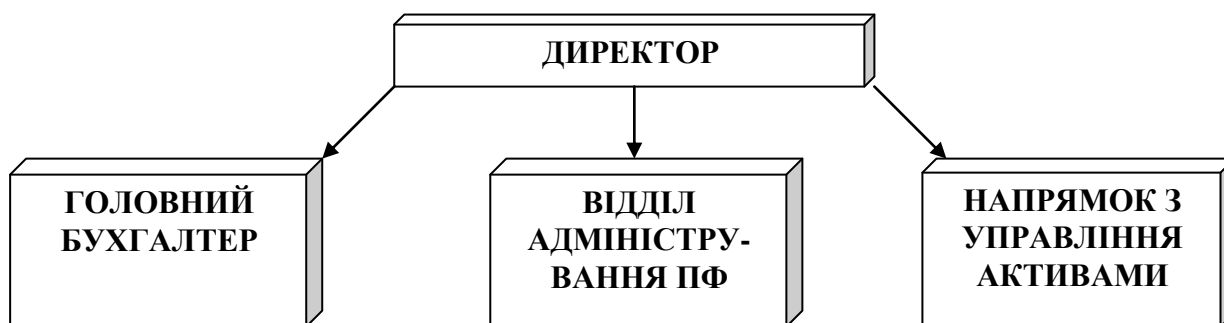 ДИРЕКТОР
ГОЛОВНИЙ
БУХГАЛТЕР
ВІДДІЛ
АДМІНІСТРУ-
ВАННЯ ПФ
НАПРЯМОК З
УПРАВЛІННЯ
АКТИВАМИ